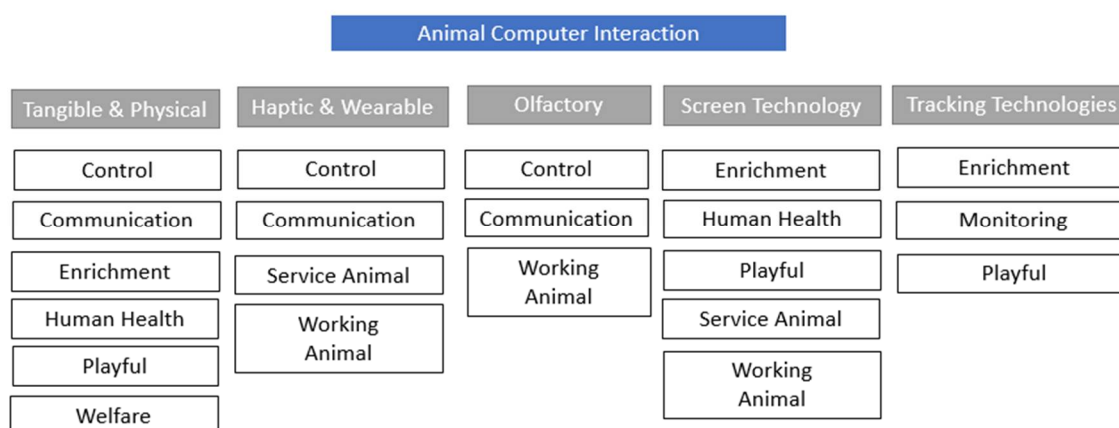 Animal Computer Interaction
Tangible & Physical
Control
Communication
Enrichment
Human Health
Playful
Welfare
Haptic & Wearable
Control
Communication
Service Animal
Working
Animal
Olfactory
Control
Communication
Working
Animal
Screen Technology
Enrichment
Human Health
Playful
Service Animal
Working
Animal
Tracking Technologies
Enrichment
Monitoring
Playful